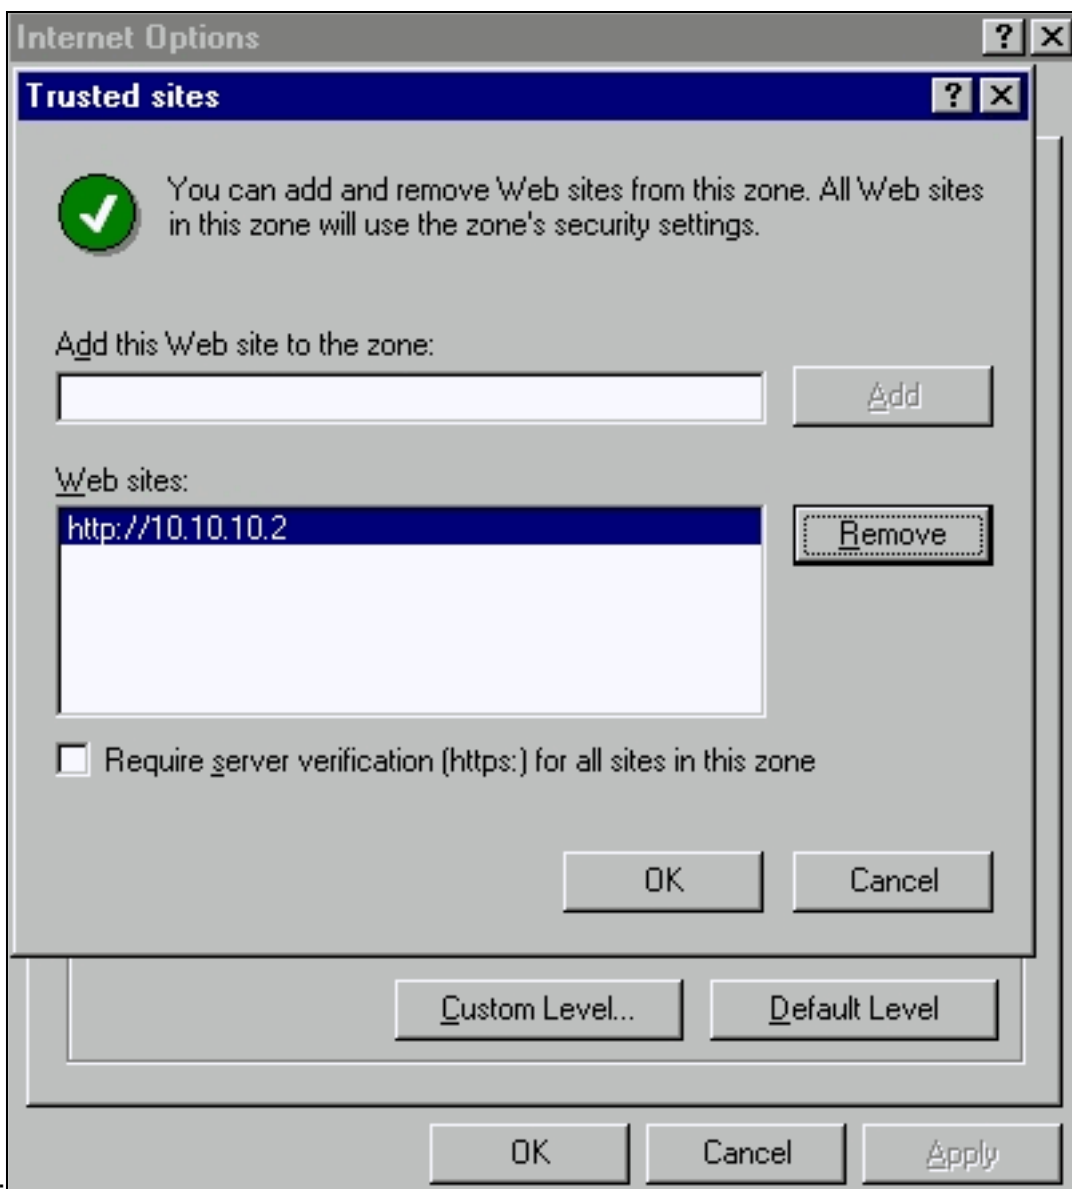 Internet Options
Trusted sites
You can add and remove Web sites from this zone. All Web sites
in this zone will use the zone's security settings.
Add this Web site to the zone:
Add
Web sites:
http://10.10.10.2
Remove
Require server verification (https:) for all sites in this zone
OK Cancel
Custom Level... Default Level
OK Cancel Apply